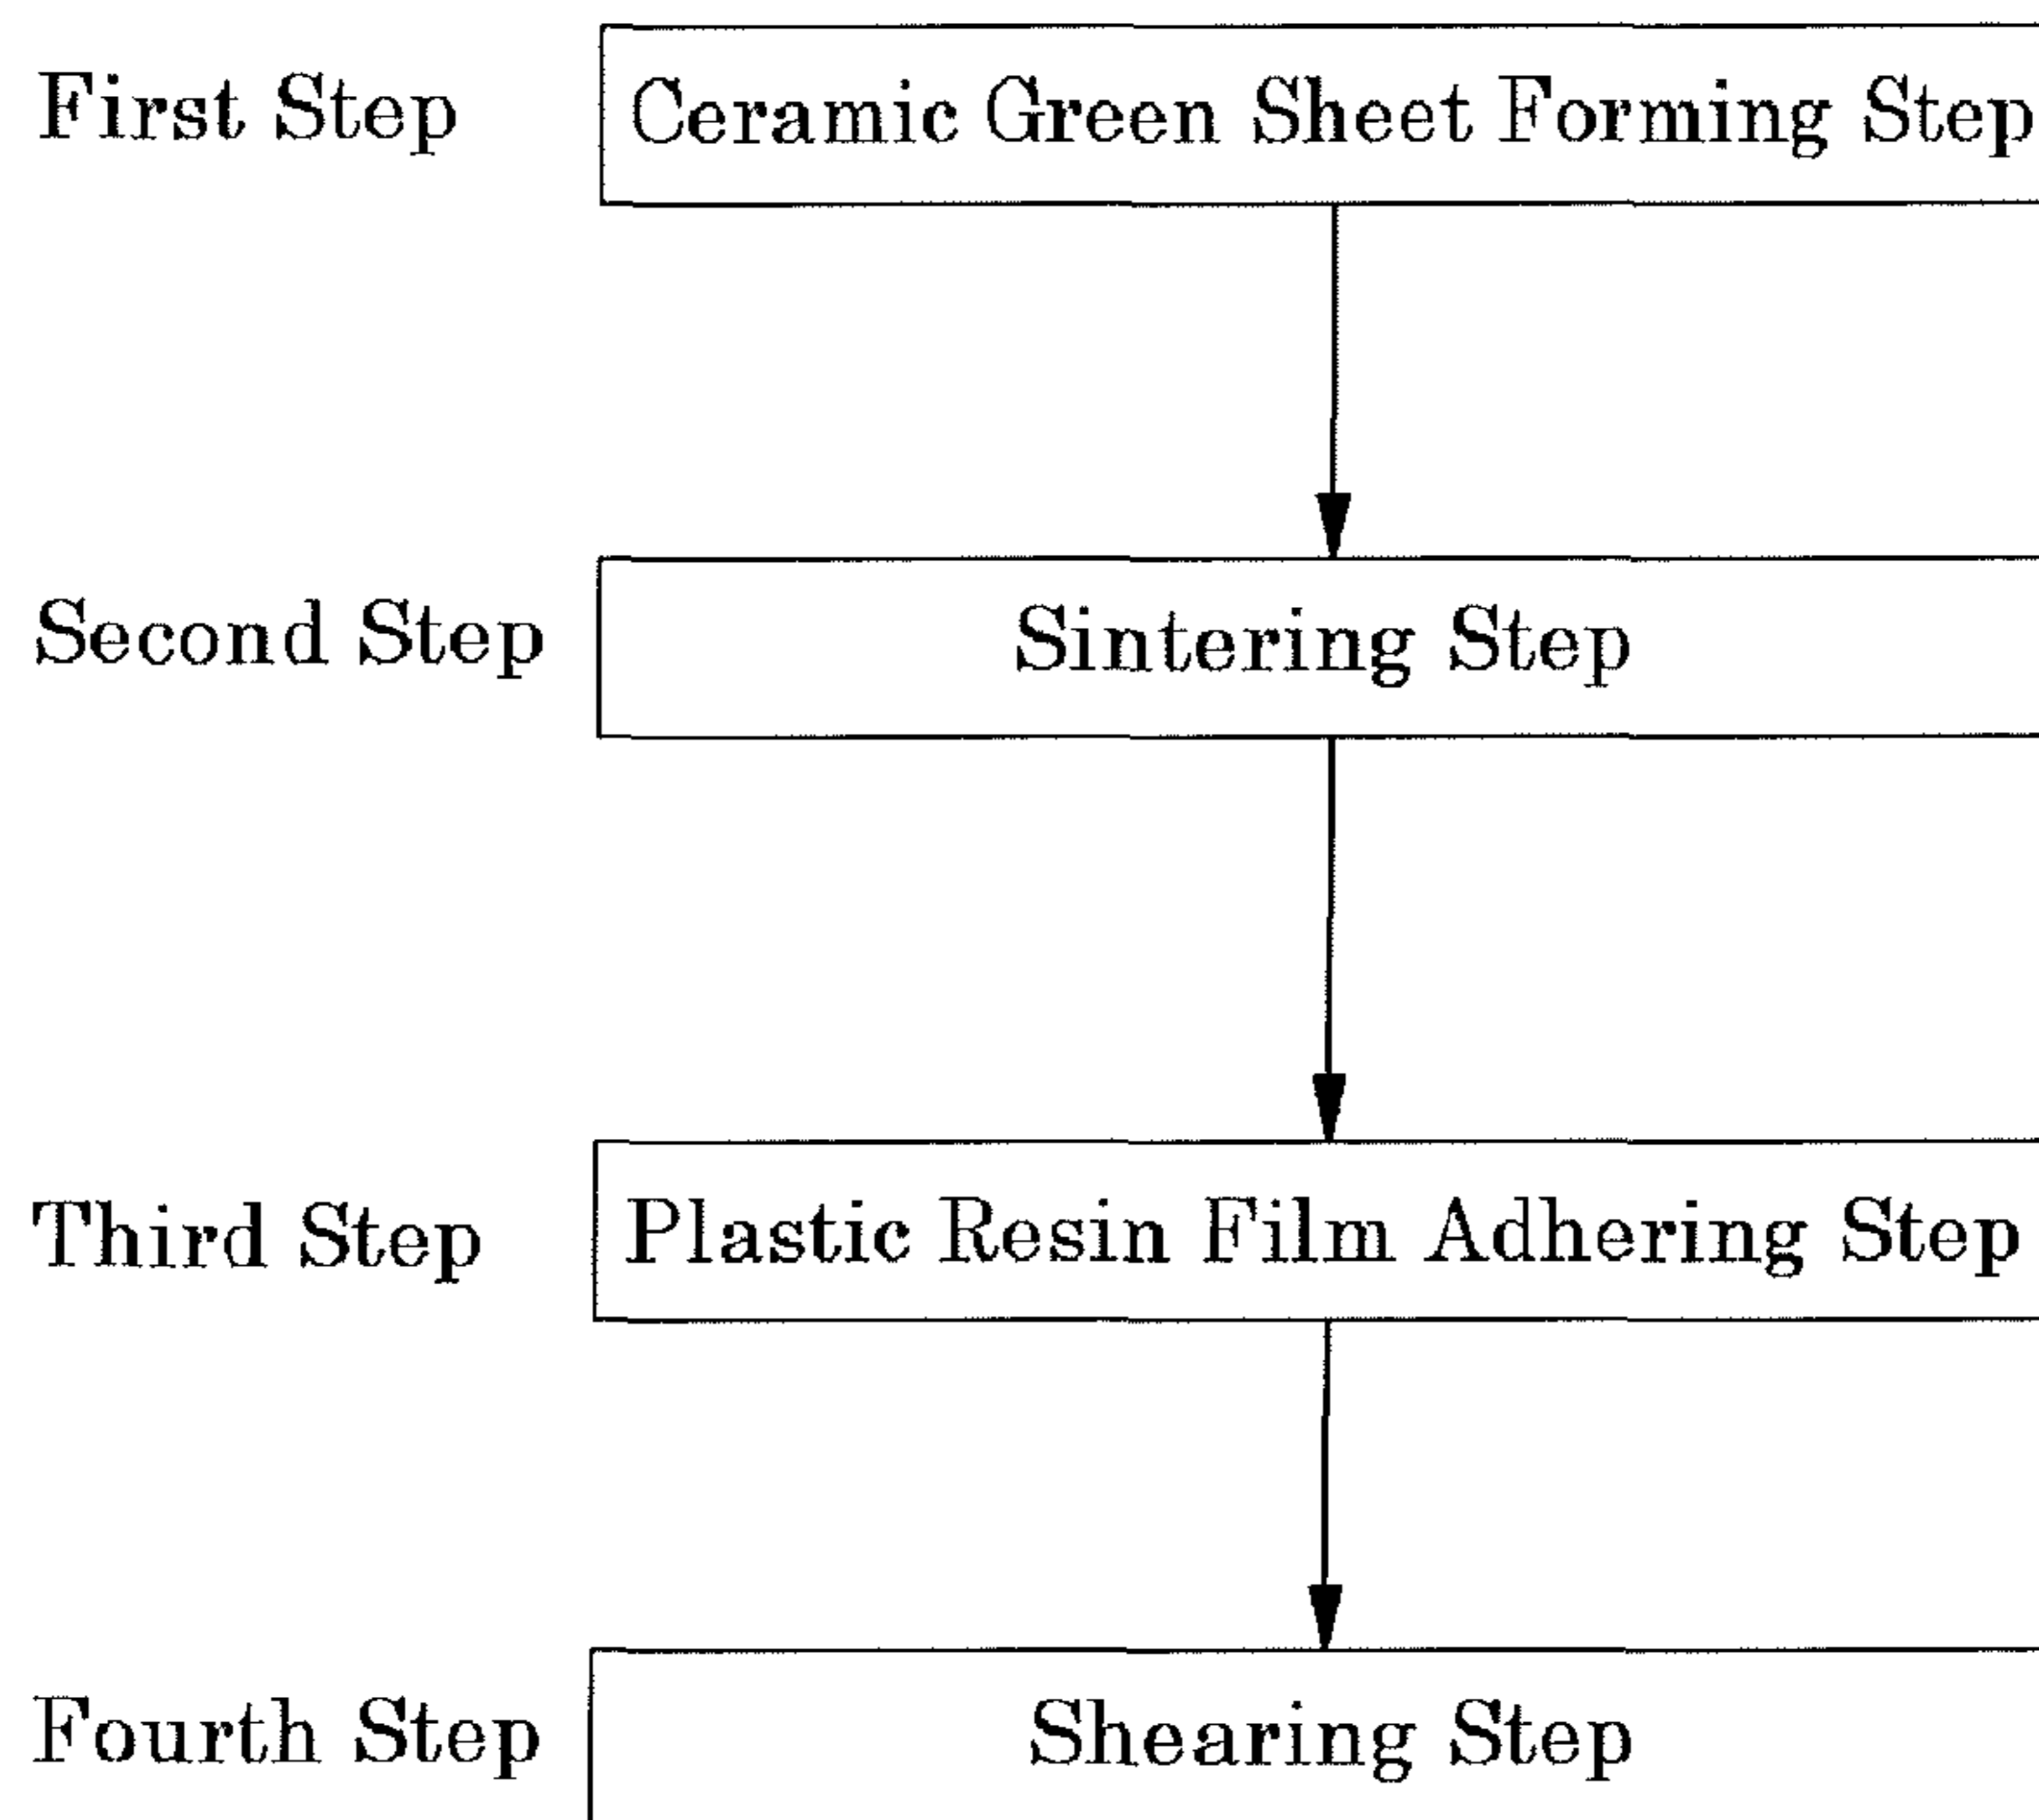 First Step
Ceramic Green Sheet Forming Step
Second Step
Sintering Step
Third Step
Plastic Resin Film Adhering Step
Fourth Step
Shearing Step